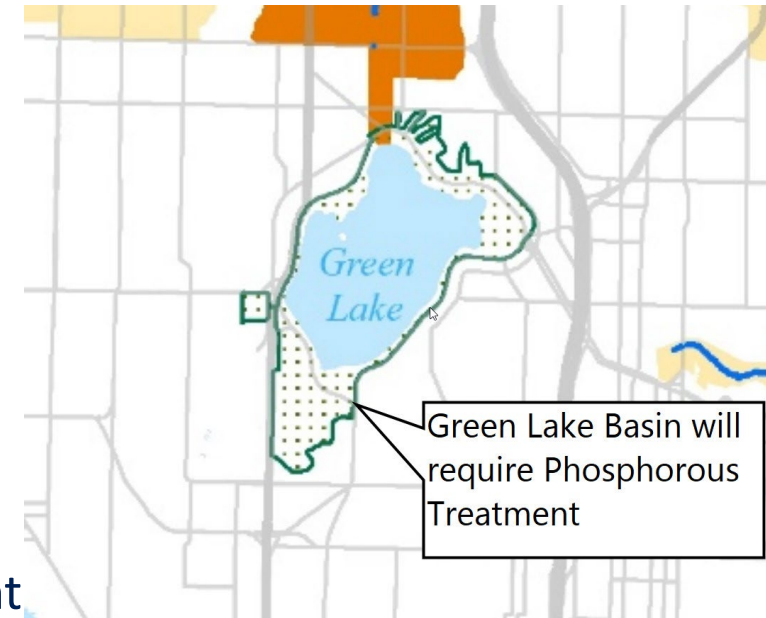 Green
Lake
Green Lake Basin will
require Phosphorous
Treatment